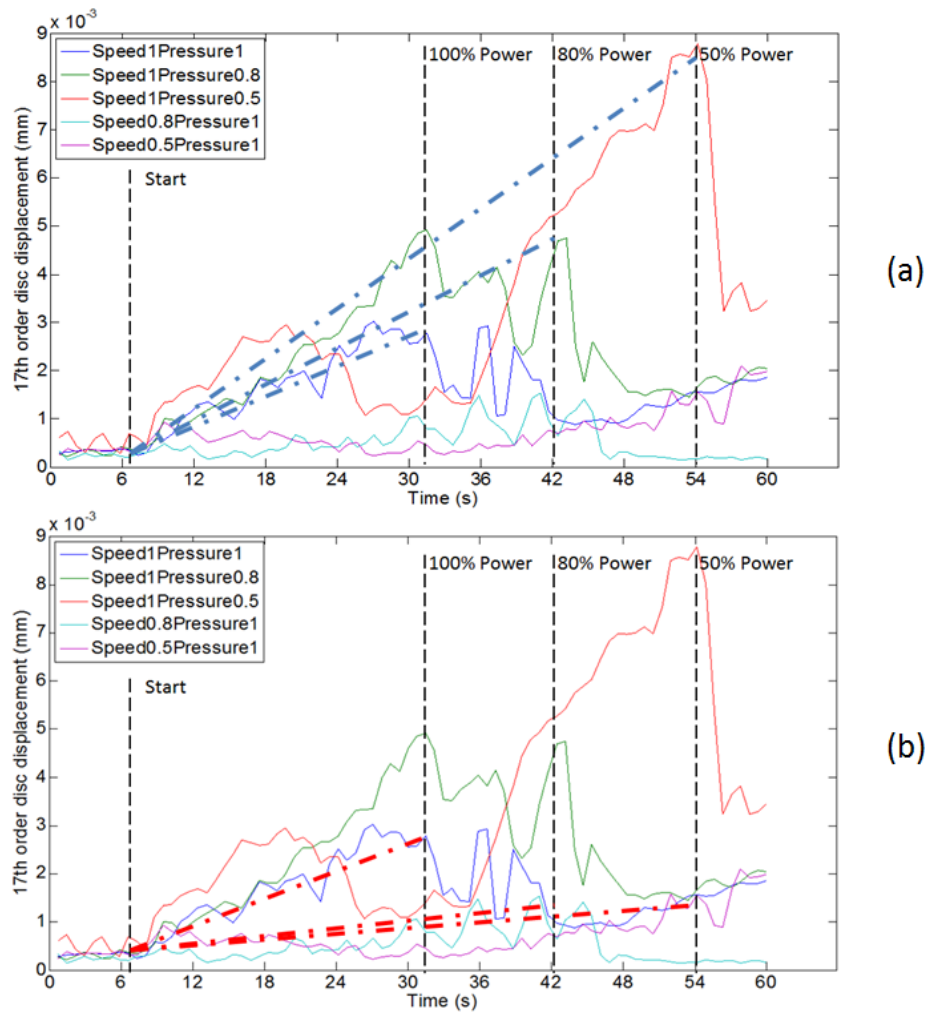 x 10⁻³
9
8
7
6
5
4
3
2
1
0
17th order disc displacement (mm)
Speed1Pressure1
Speed1Pressure0.8
Speed1Pressure0.5
Speed0.8Pressure1
Speed0.5Pressure1
Start
100% Power
80% Power
50% Power
0 6 12 18 24 30 36 42 48 54 60
Time (s)
(a)
x 10⁻³
9
8
7
6
5
4
3
2
1
0
17th order disc displacement (mm)
Speed1Pressure1
Speed1Pressure0.8
Speed1Pressure0.5
Speed0.8Pressure1
Speed0.5Pressure1
Start
100% Power
80% Power
50% Power
0 6 12 18 24 30 36 42 48 54 60
Time (s)
(b)